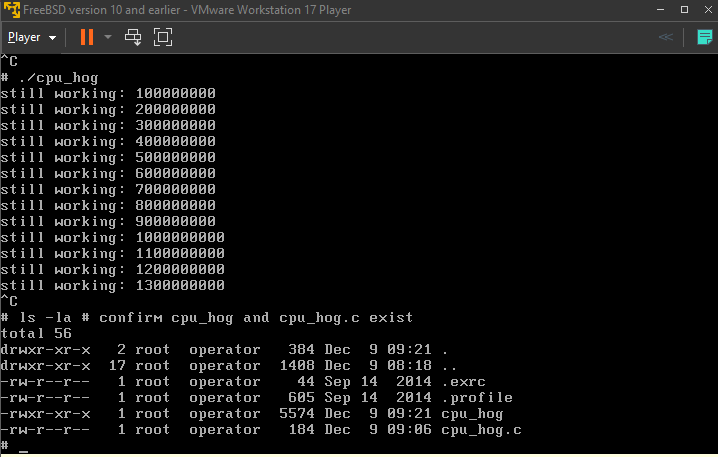 FreeBSD version 10 and earlier - VMware Workstation 17 Player
Player
^C
# ./cpu_hog
still working: 100000000
still working: 200000000
still working: 300000000
still working: 400000000
still working: 500000000
still working: 600000000
still working: 700000000
still working: 800000000
still working: 900000000
still working: 1000000000
still working: 1100000000
still working: 1200000000
still working: 1300000000
^C
# ls -la # confirm cpu_hog and cpu_hog.c exist
total 56
drwxr-xr-x   2 root  operator   384 Dec  9 09:21 .
drwxr-xr-x  17 root  operator  1408 Dec  9 08:18 ..
-rw-r--r--   1 root  operator    44 Sep 14  2014 .exrc
-rw-r--r--   1 root  operator   605 Sep 14  2014 .profile
-rwxr-xr-x   1 root  operator  5574 Dec  9 09:21 cpu_hog
-rw-r--r--   1 root  operator   184 Dec  9 09:06 cpu_hog.c
# _